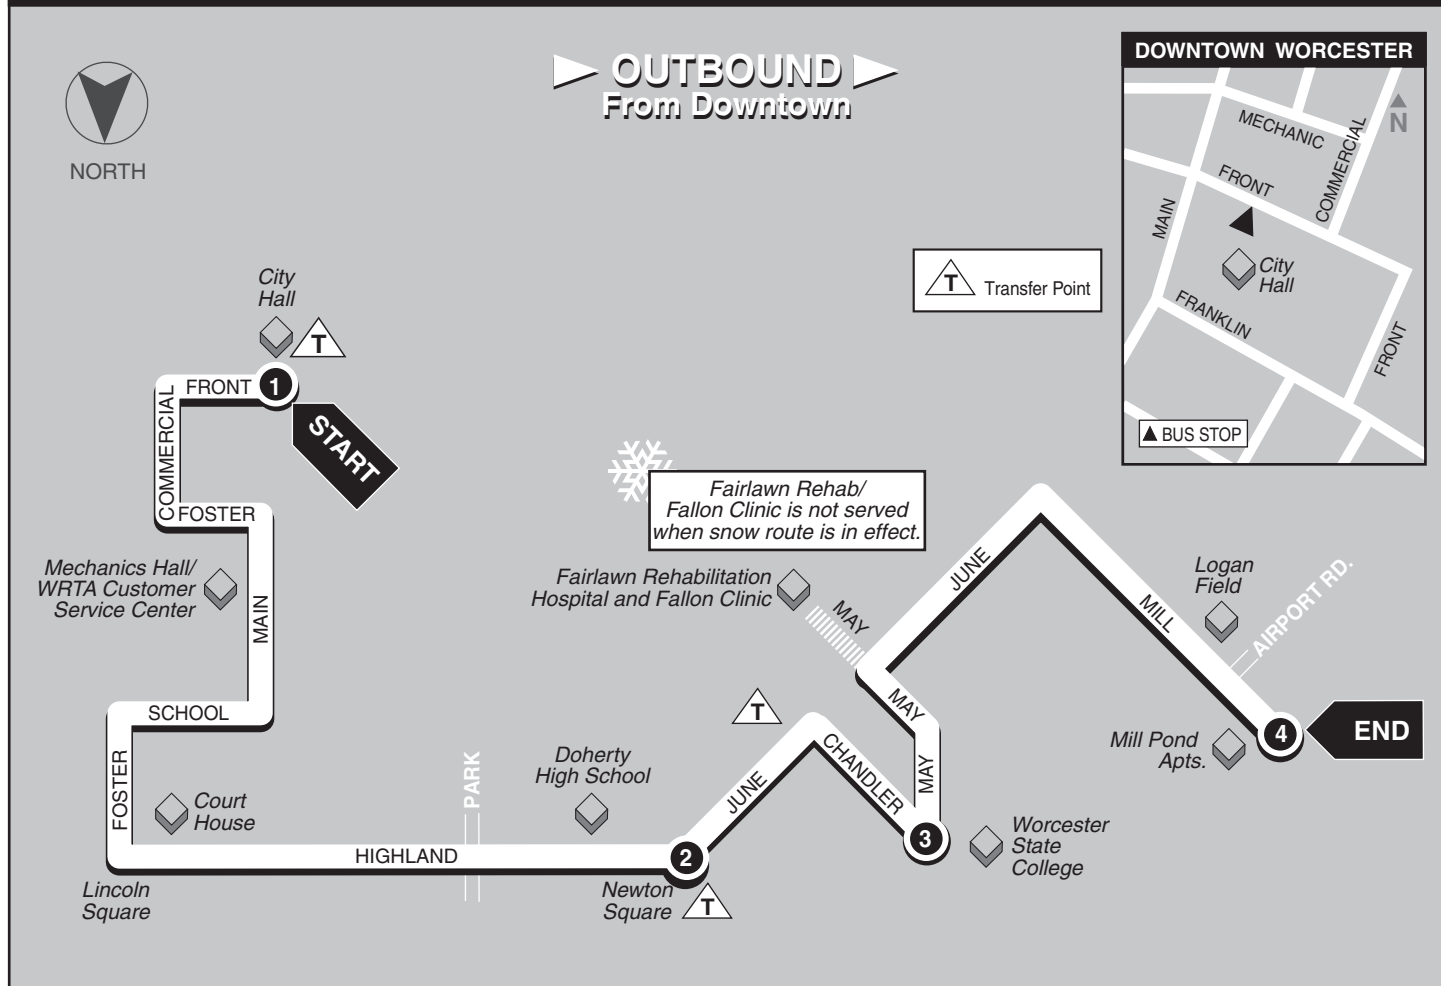 OUTBOUND
From Downtown
NORTH
DOWNTOWN WORCESTER
N
MECHANIC
COMMERCIAL
FRONT
MAIN
City
Hall
FRANKLIN
FRONT
BUS STOP
T Transfer Point
City
Hall
T
FRONT
1
START
COMMERCIAL
FOSTER
Mechanics Hall/
WRTA Customer
Service Center
MAIN
SCHOOL
FOSTER
Court
House
Lincoln
Square
HIGHLAND
PARK
Doherty
High School
2
Newton
Square
T
JUNE
T
CHANDLER
3
Worcester
State
College
MAY
MAY
MAY
Fairlawn Rehab/
Fallon Clinic is not served
when snow route is in effect.
Fairlawn Rehabilitation
Hospital and Fallon Clinic
JUNE
MILL
Logan
Field
AIRPORT RD.
Mill Pond
Apts.
4
END